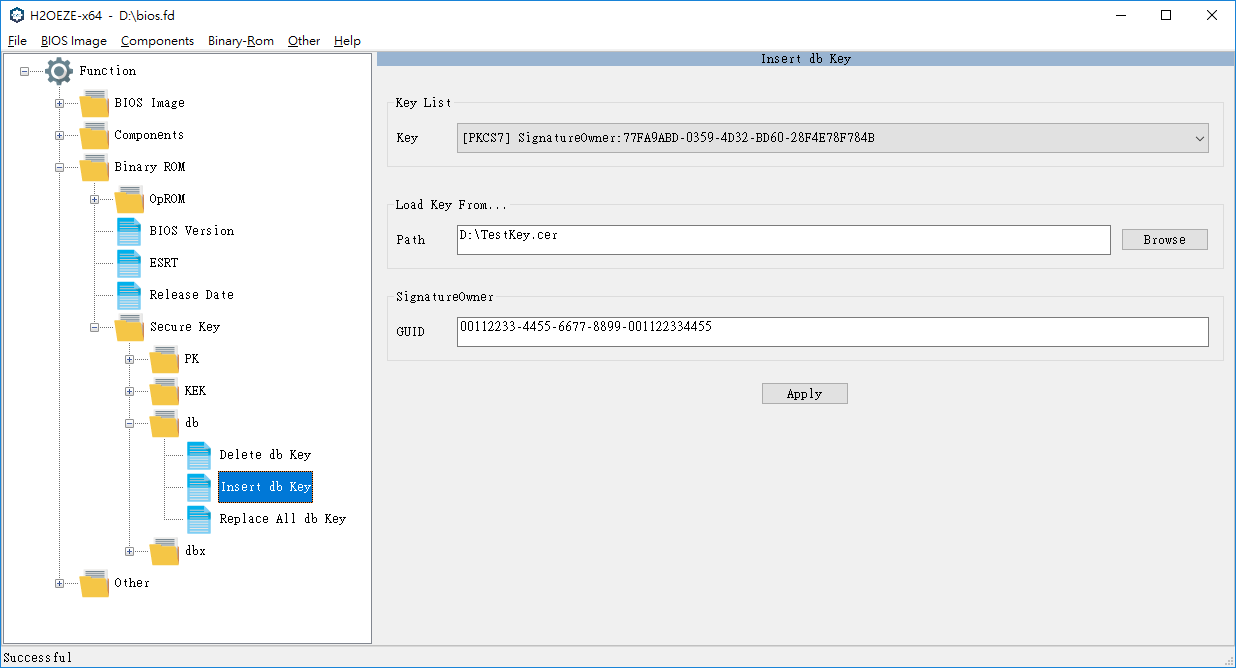 H2OEZE-x64 - D:\bios.fd
File BIOS Image Components Binary-Rom Other Help
Function
BIOS Image
Components
Binary ROM
OpROM
BIOS Version
ESRT
Release Date
Secure Key
PK
KEK
db
Delete db Key
Insert db Key
Replace All db Key
dbx
Other
Insert db Key
Key List
Key [PKCS7] SignatureOwner:77FA9ABD-0359-4D32-BD60-28F4E78F784B
Load Key From...
Path D:\TestKey.cer Browse
SignatureOwner
GUID 00112233-4455-6677-8899-001122334455
Apply
Successful